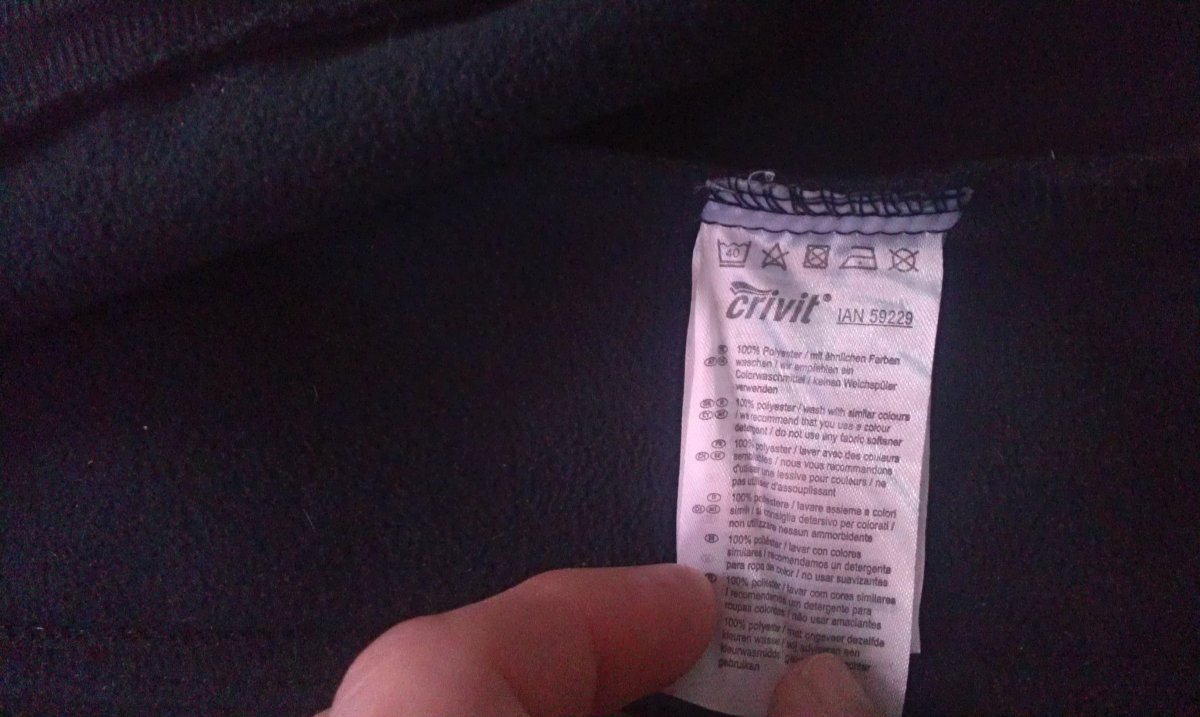 40
crivit® IAN 59229
100% Polyester / mit ähnlichen Farben
waschen / wir empfehlen ein
Colorwaschmittel / keinen Weichspüler
verwenden
100% polyester / wash with similar colours
/ we recommend that you use a colour
detergent / do not use any fabric softener
100% polyester / laver avec des couleurs
semblables / nous vous recommandons
d'utiliser une lessive pour couleurs / ne
pas utiliser d'assouplissant
100% poliestere / lavare assieme a colori
simili / si consiglia detersivo per colorati /
non utilizzare nessun ammorbidente
100% poliéster / lavar con colores
similares / recomendamos un detergente
para ropa de color / no usar suavizantes
100% poliéster / lavar com cores similares
/ recomendamos um detergente para
roupas coloridas / não usar amaciantes
100% polyester / met ongeveer dezelfde
kleuren wassen / wij adviseren een
kleurwasmiddel
gebruiken